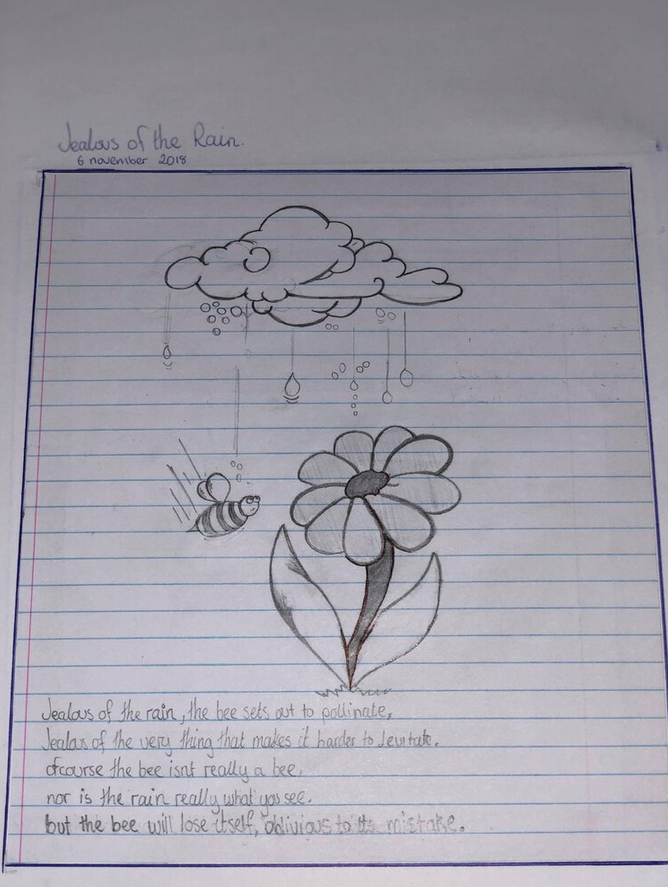 Jealous of the Rain.
6 november 2018
Jealous of the rain, the bee sets out to pollinate,
Jealous of the very thing that makes it harder to levitate.
ofcourse the bee isnt really a bee,
nor is the rain really what you see.
but the bee will lose itself, oblivious to its mistake.